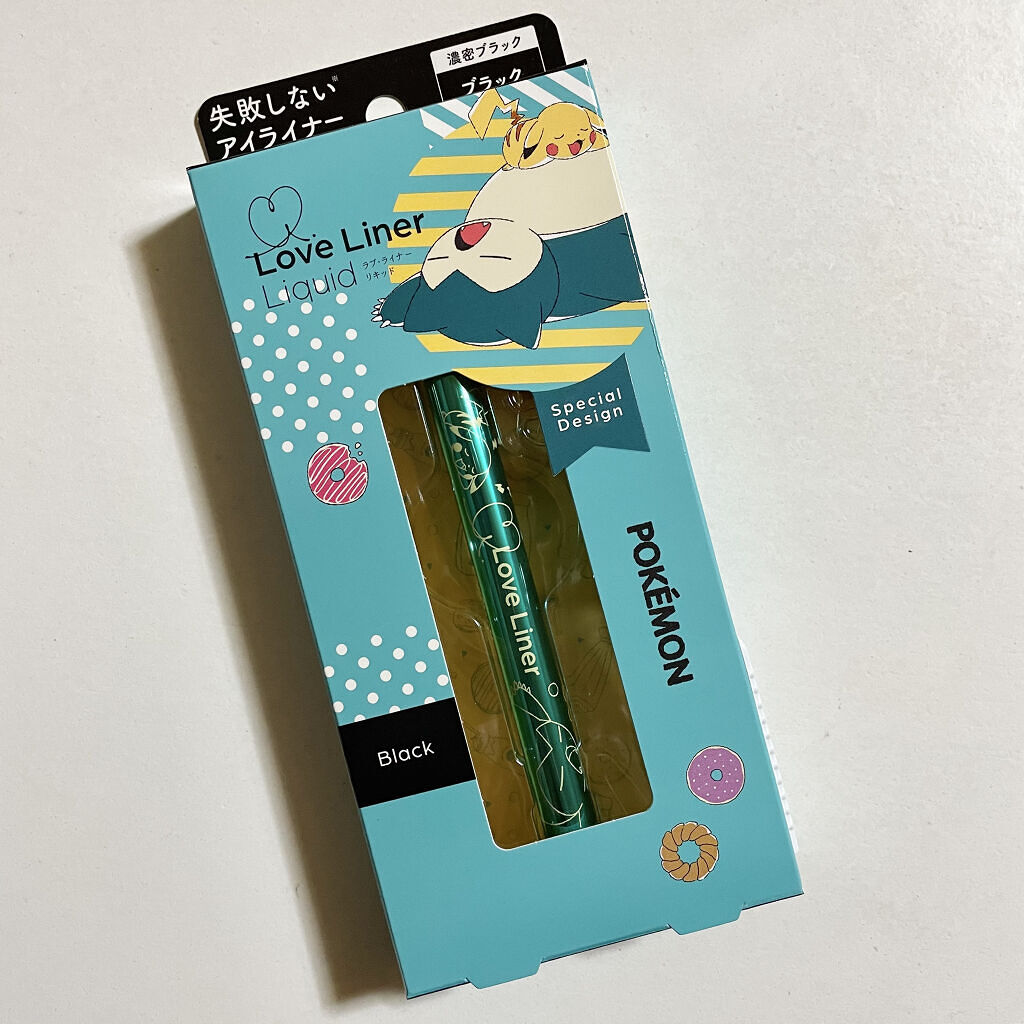 失敗しない※
アイライナー
濃密ブラック
ブラック
Love Liner
Liquid
ラブ・ライナー
リキッド
Special
Design
Love Liner
POKÉMON
Black